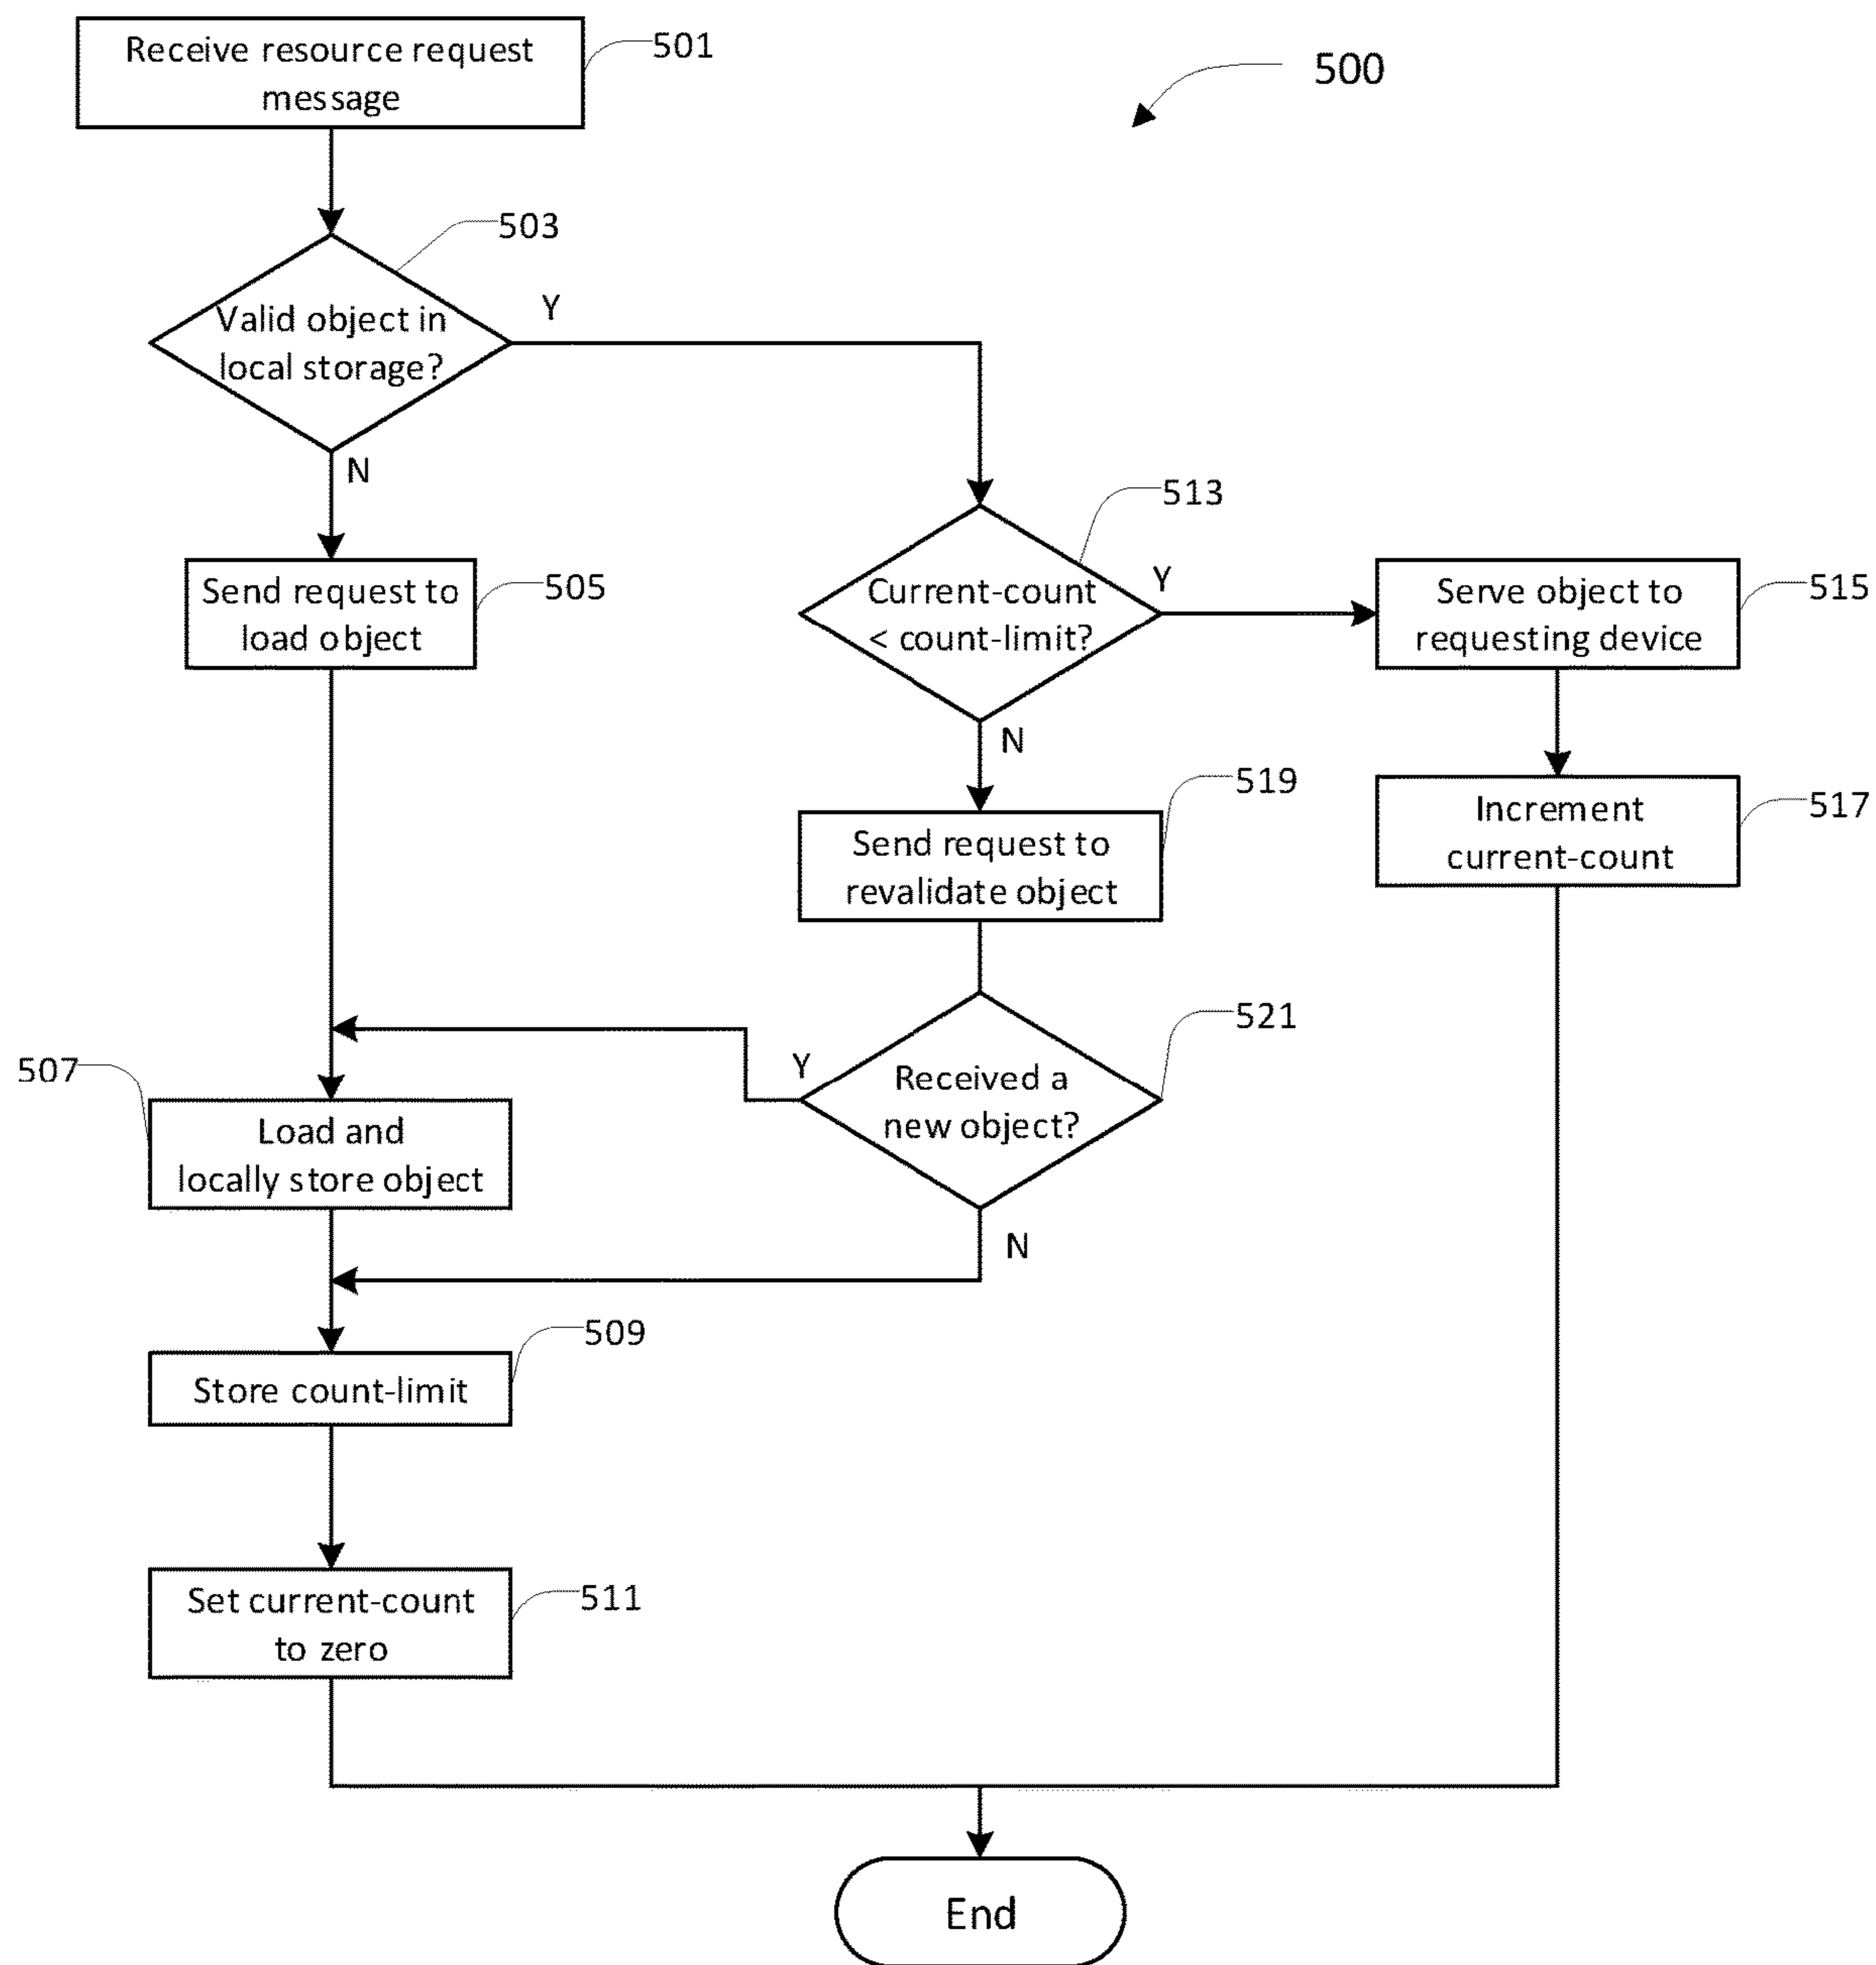 Receive resource request
message
501
500
503
Valid object in
local storage?
Y
N
513
Send request to
load object
505
Current-count
< count-limit?
Y
Serve object to
requesting device
515
N
519
Send request to
revalidate object
Increment
current-count
517
521
507
Y
Received a
new object?
Load and
locally store object
N
509
Store count-limit
Set current-count
to zero
511
End